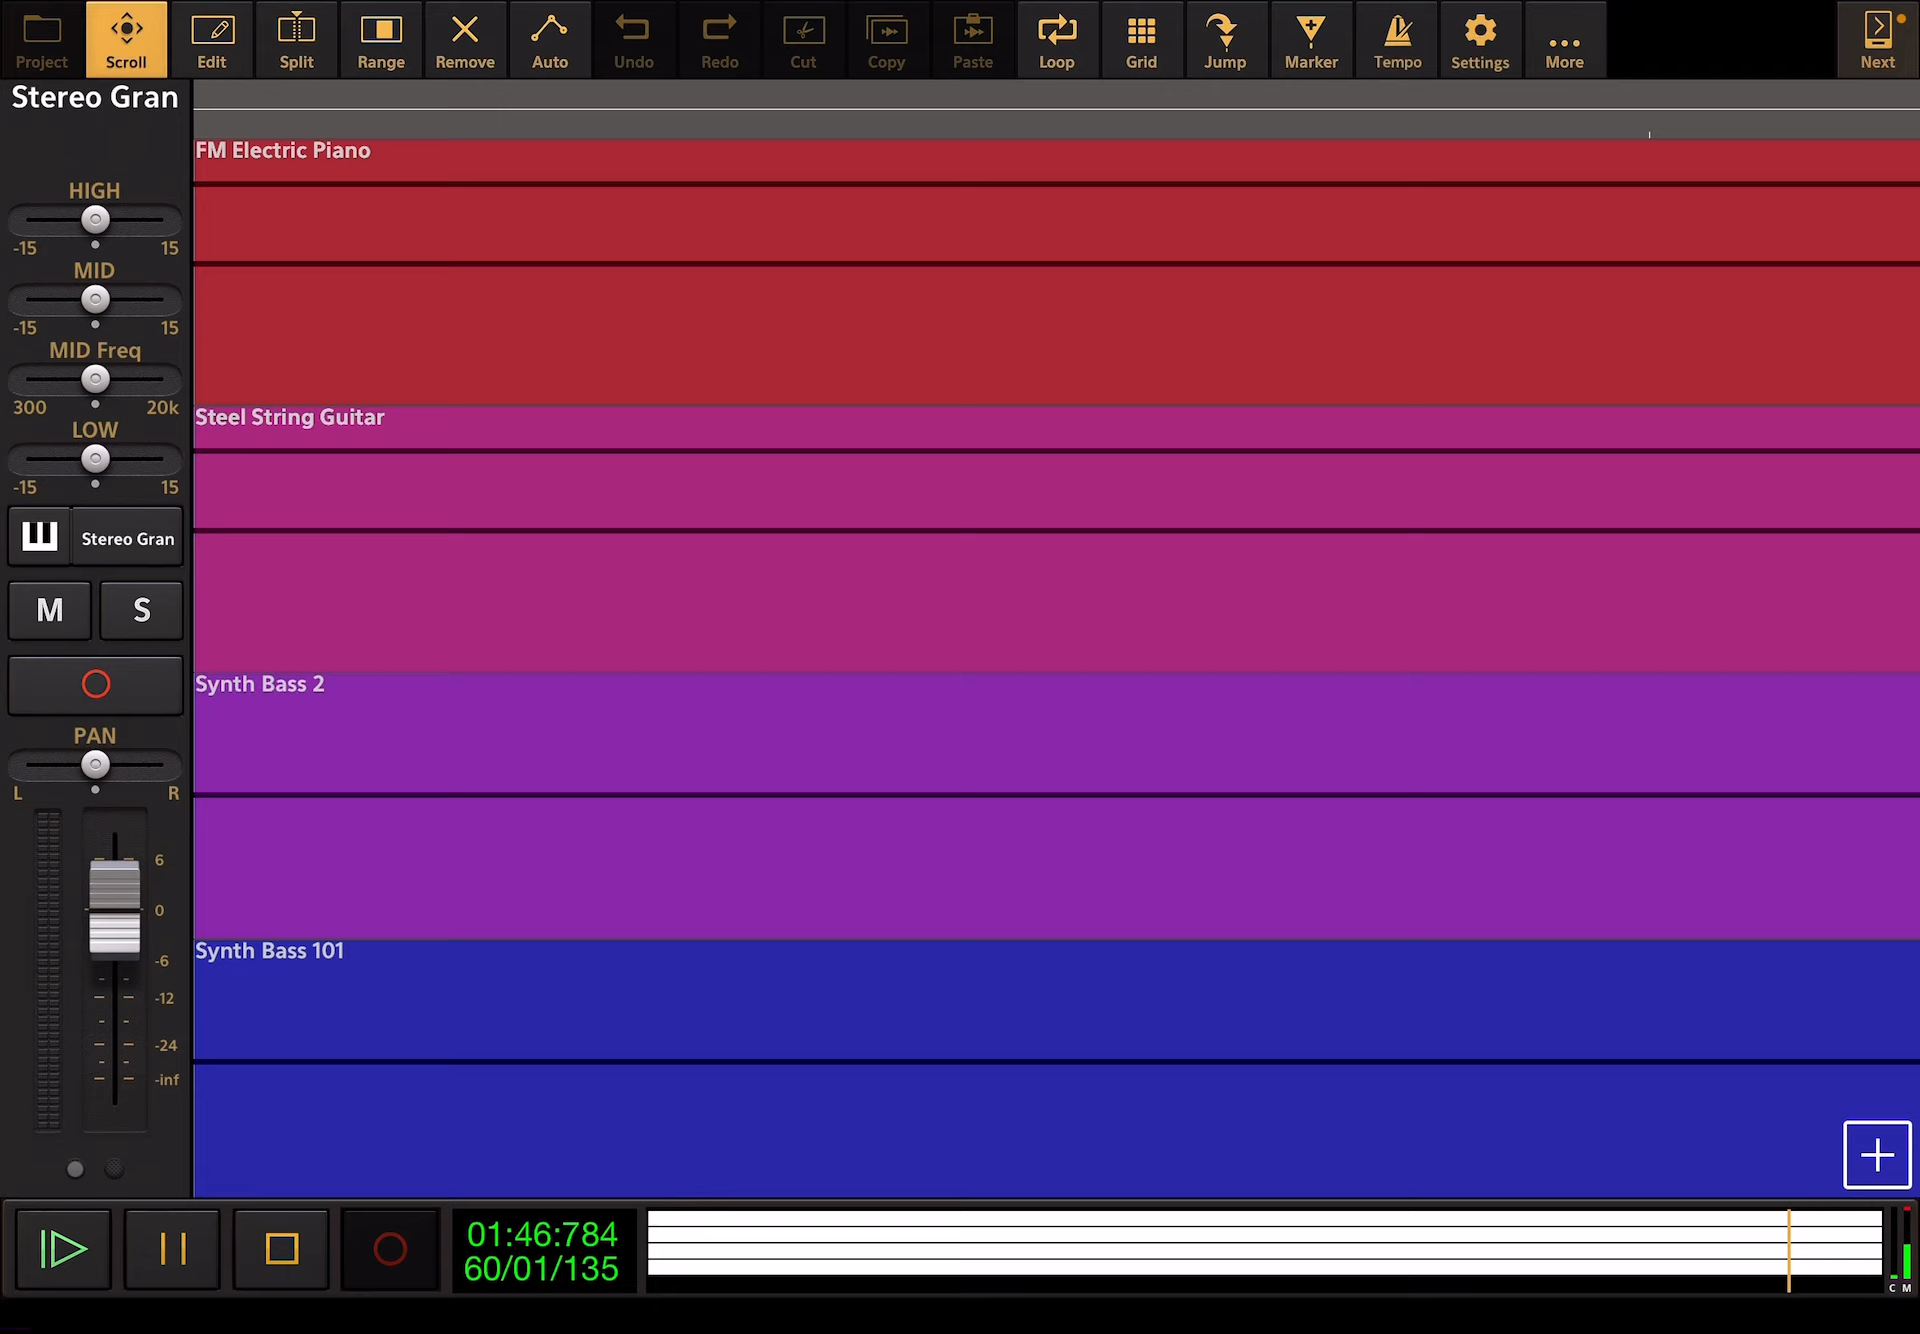 Project Scroll Edit Split Range Remove Auto Undo Redo Cut Copy Paste Loop Grid Jump Marker Tempo Settings More Next
Stereo Gran
FM Electric Piano
HIGH
-15 15
MID
-15 15
MID Freq
300 20k
LOW
-15 15
Steel String Guitar
Stereo Gran
M S
Synth Bass 2
PAN
L R
6
0
-6
-12
-24
-inf
Synth Bass 101
01:46:784
60/01/135
C M